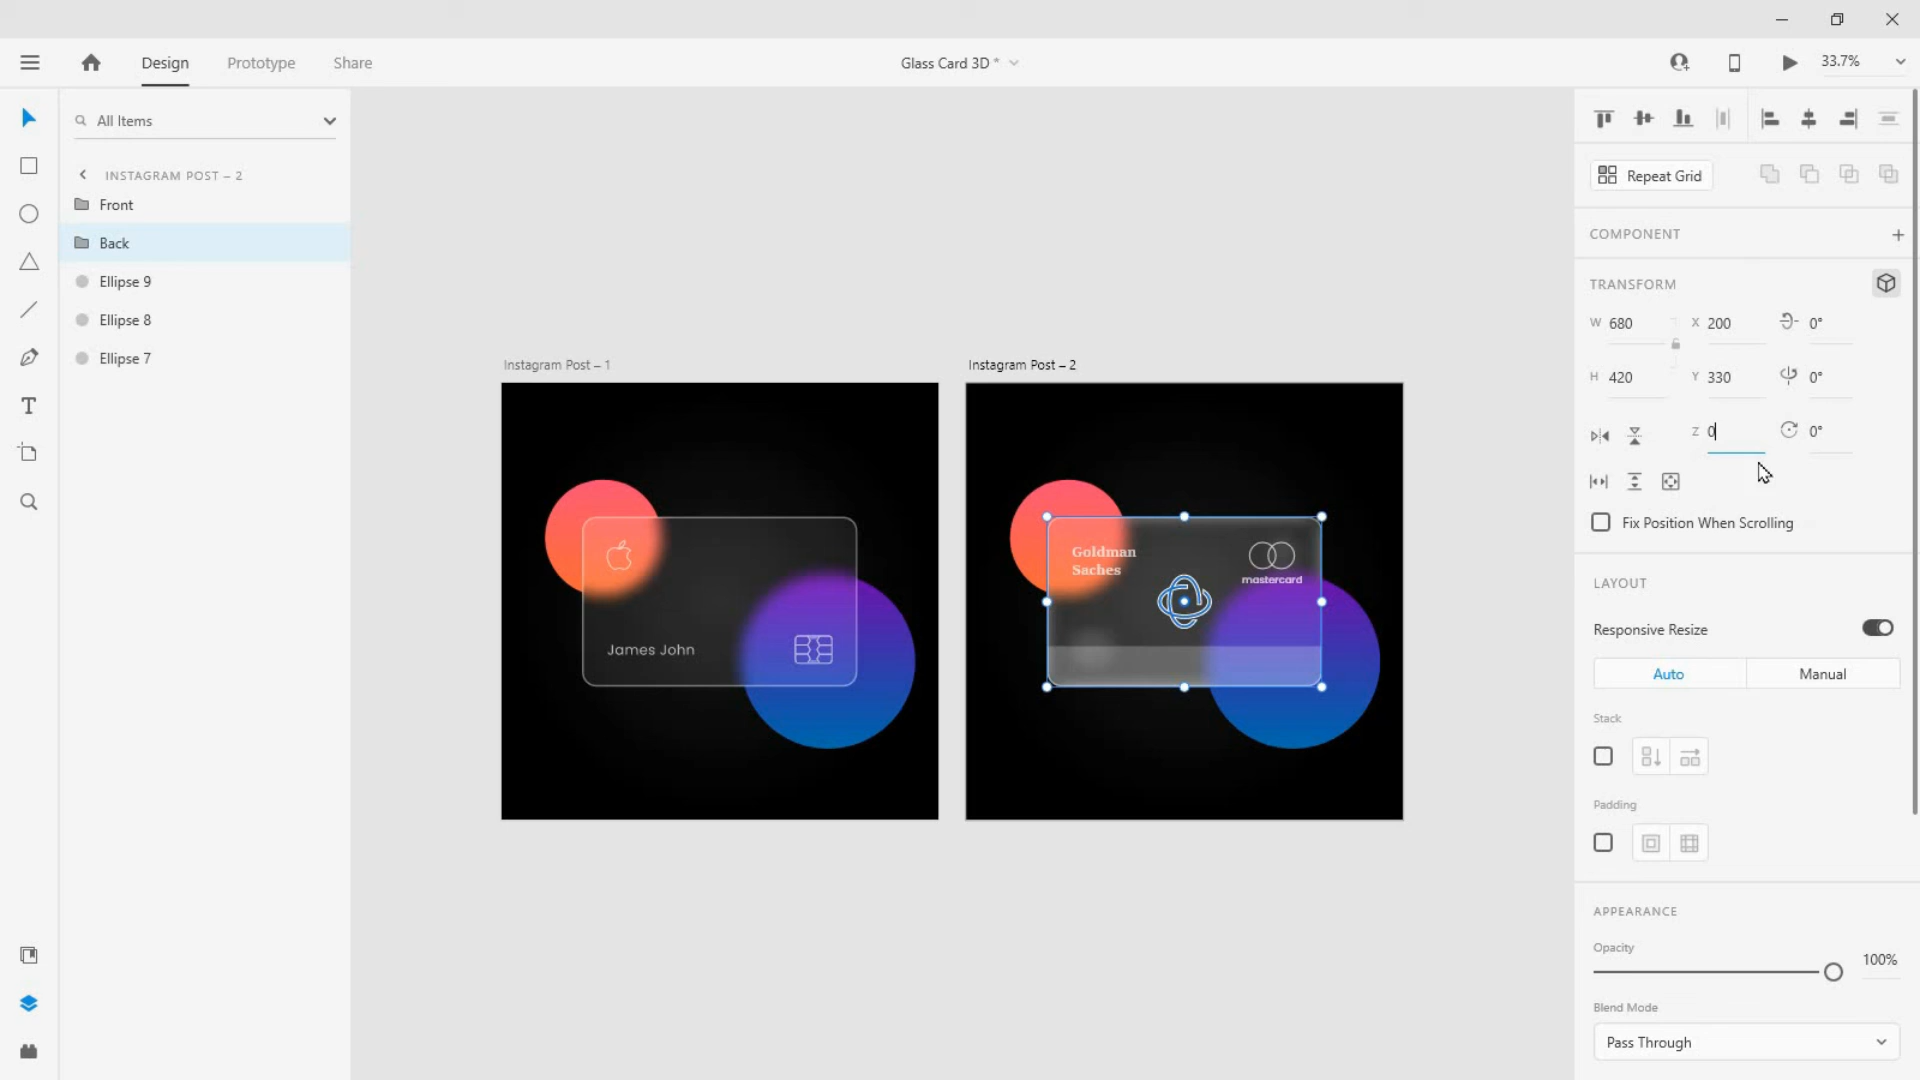 Design
Prototype
Share
Glass Card 3D *
33.7%
All Items
INSTAGRAM POST – 2
Front
Back
Ellipse 9
Ellipse 8
Ellipse 7
Instagram Post – 1
James John
Instagram Post – 2
Goldman
Saches
mastercard
Repeat Grid
COMPONENT
TRANSFORM
W 680 X 200 0°
H 420 Y 330 0°
Z 0 0°
Fix Position When Scrolling
LAYOUT
Responsive Resize
Auto
Manual
Stack
Padding
APPEARANCE
Opacity
100%
Blend Mode
Pass Through